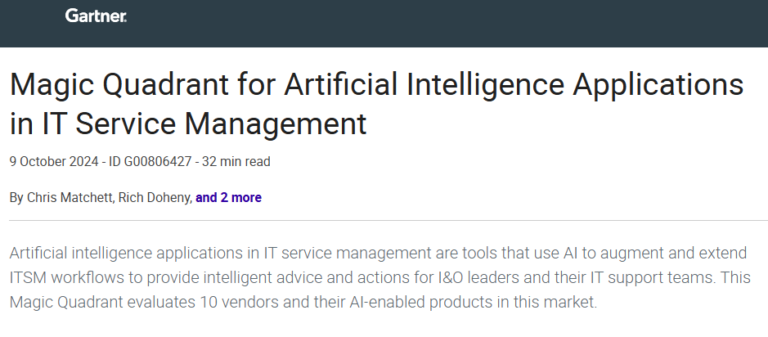 Gartner.
Magic Quadrant for Artificial Intelligence Applications
in IT Service Management
9 October 2024 - ID G00806427 - 32 min read
By Chris Matchett, Rich Doheny, and 2 more
Artificial intelligence applications in IT service management are tools that use AI to augment and extend
ITSM workflows to provide intelligent advice and actions for I&O leaders and their IT support teams. This
Magic Quadrant evaluates 10 vendors and their AI-enabled products in this market.